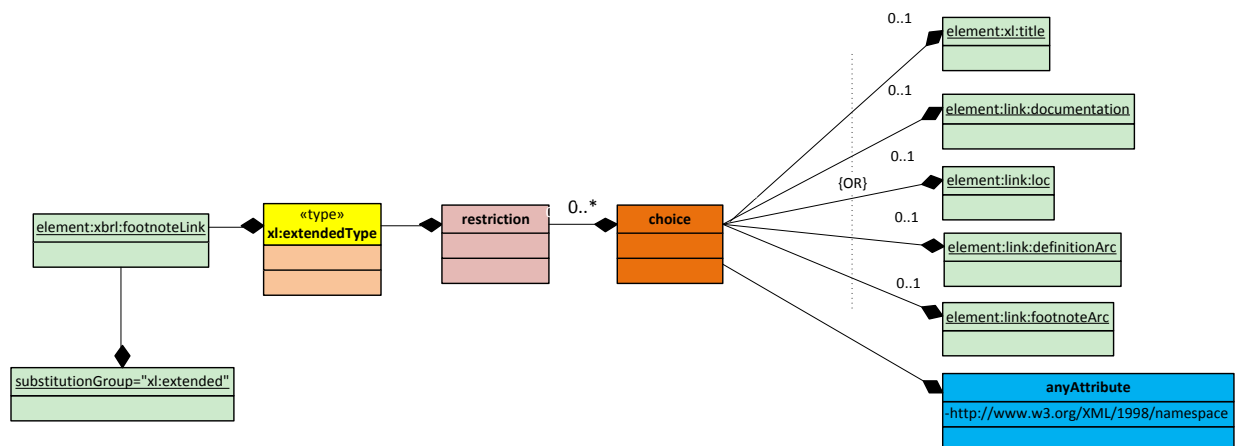 0..1
element:xl:title
0..1
element:link:documentation
0..1
{OR}
element:link:loc
«type»
xl:extendedType
restriction
0..*
choice
element:xbrl:footnoteLink
0..1
element:link:definitionArc
0..1
element:link:footnoteArc
substitutionGroup="xl:extended"
anyAttribute
-http://www.w3.org/XML/1998/namespace